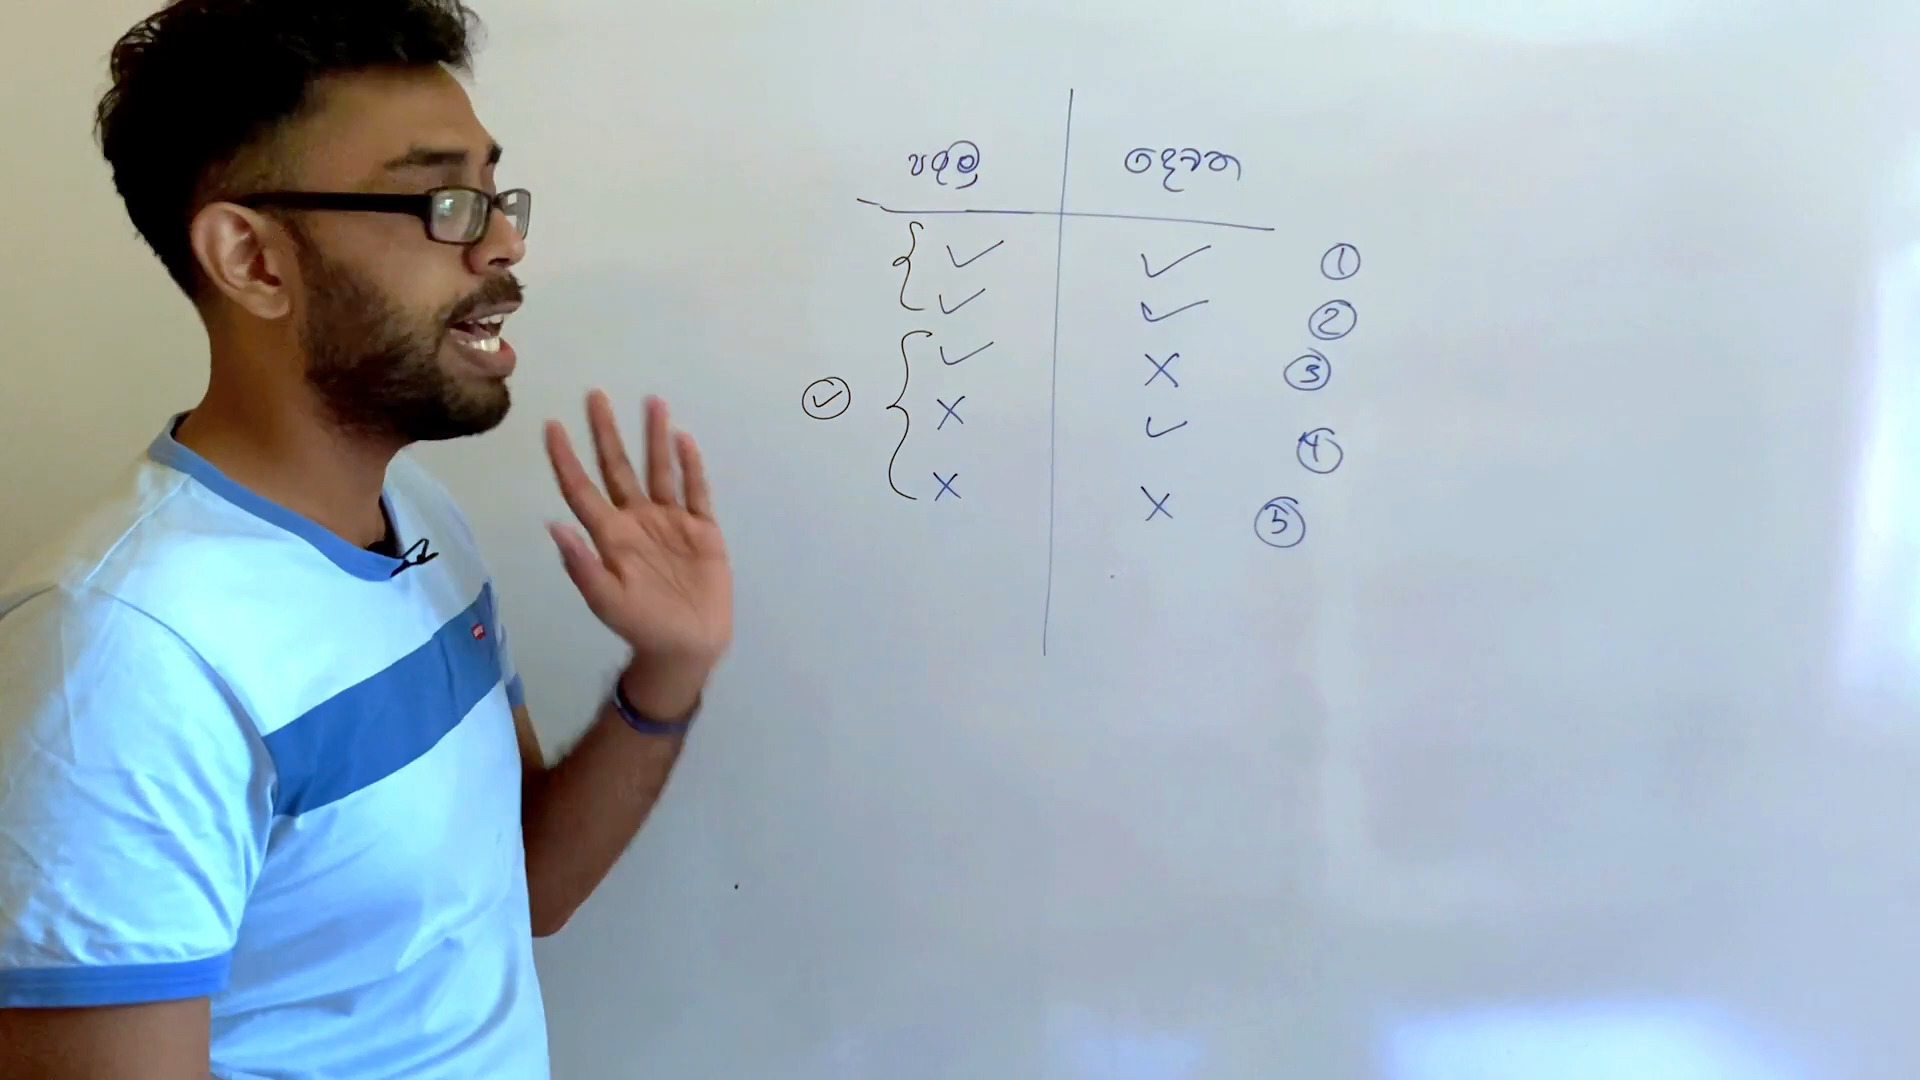 පළමු දෙවන
✓ ✓ ①
✓ ✓ ②
✓ X ③
✓ X ✓ ④
X X ⑤